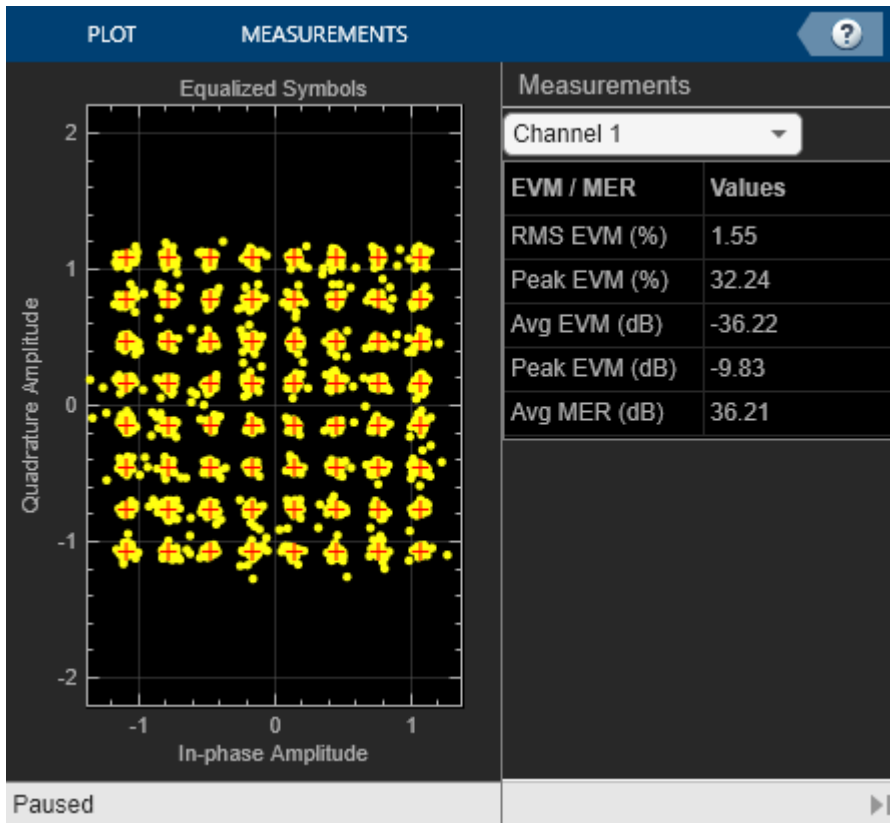 PLOT MEASUREMENTS ?
Equalized Symbols
2
1
0
-1
-2
Quadrature Amplitude
-1 0 1
In-phase Amplitude
Measurements
Channel 1
EVM / MER Values
RMS EVM (%) 1.55
Peak EVM (%) 32.24
Avg EVM (dB) -36.22
Peak EVM (dB) -9.83
Avg MER (dB) 36.21
Paused